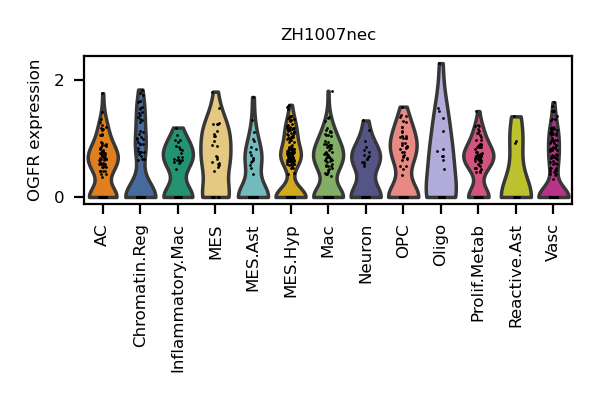 ZH1007nec
OGFR expression
2
0
AC
Chromatin.Reg
Inflammatory.Mac
MES
MES.Ast
MES.Hyp
Mac
Neuron
OPC
Oligo
Prolif.Metab
Reactive.Ast
Vasc